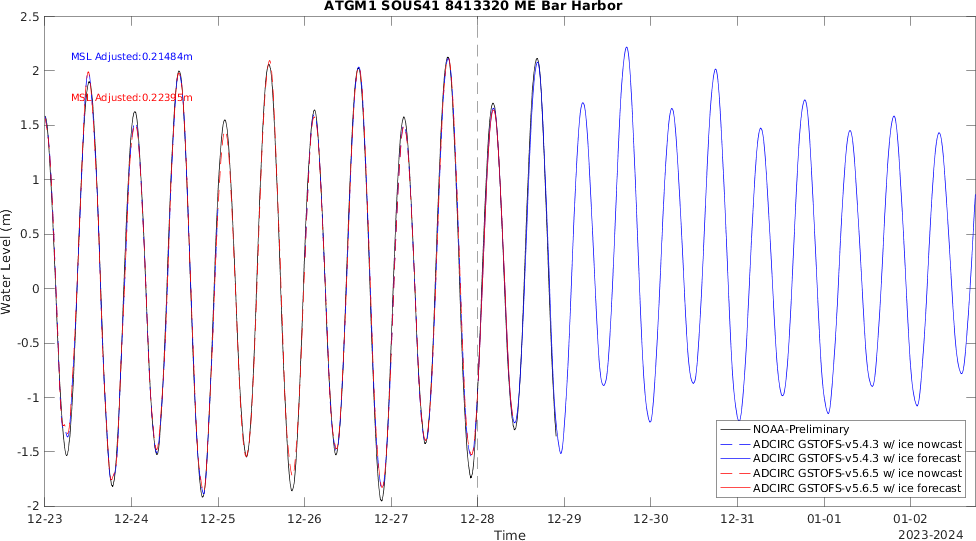 ATGM1 SOUS41 8413320 ME Bar Harbor
2.5
2
1.5
1
0.5
0
-0.5
-1
-1.5
-2
Water Level (m)
MSL Adjusted:0.21484m
MSL Adjusted:0.22395m
NOAA-Preliminary
ADCIRC GSTOFS-v5.4.3 w/ ice nowcast
ADCIRC GSTOFS-v5.4.3 w/ ice forecast
ADCIRC GSTOFS-v5.6.5 w/ ice nowcast
ADCIRC GSTOFS-v5.6.5 w/ ice forecast
12-23 12-24 12-25 12-26 12-27 12-28 12-29 12-30 12-31 01-01 01-02
Time
2023-2024